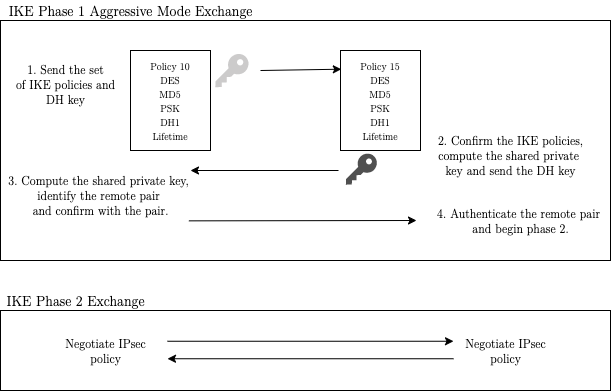 IKE Phase 1 Aggressive Mode Exchange
1. Send the set
of IKE policies and
DH key
Policy 10
DES
MD5
PSK
DH1
Lifetime
Policy 15
DES
MD5
PSK
DH1
Lifetime
2. Confirm the IKE policies,
compute the shared private
key and send the DH key
3. Compute the shared private key,
identify the remote pair
and confirm with the pair.
4. Authenticate the remote pair
and begin phase 2.
IKE Phase 2 Exchange
Negotiate IPsec
policy
Negotiate IPsec
policy